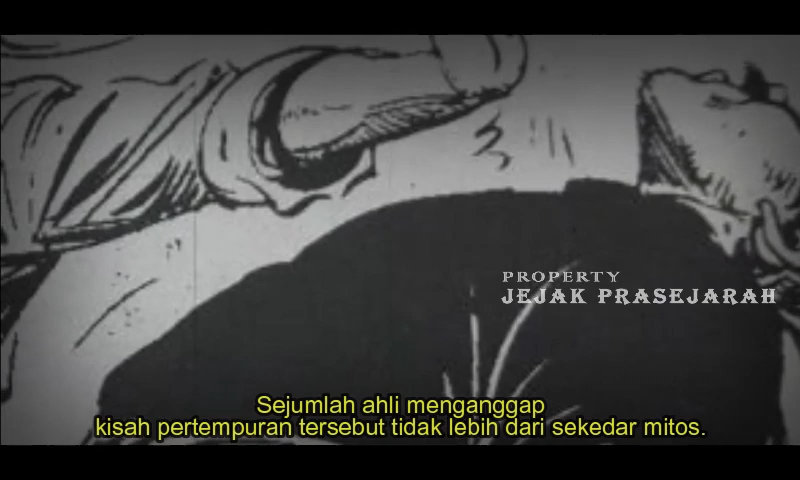 PROPERTY
JEJAK PRASEJARAH
Sejumlah ahli menganggap
kisah pertempuran tersebut tidak lebih dari sekedar mitos.